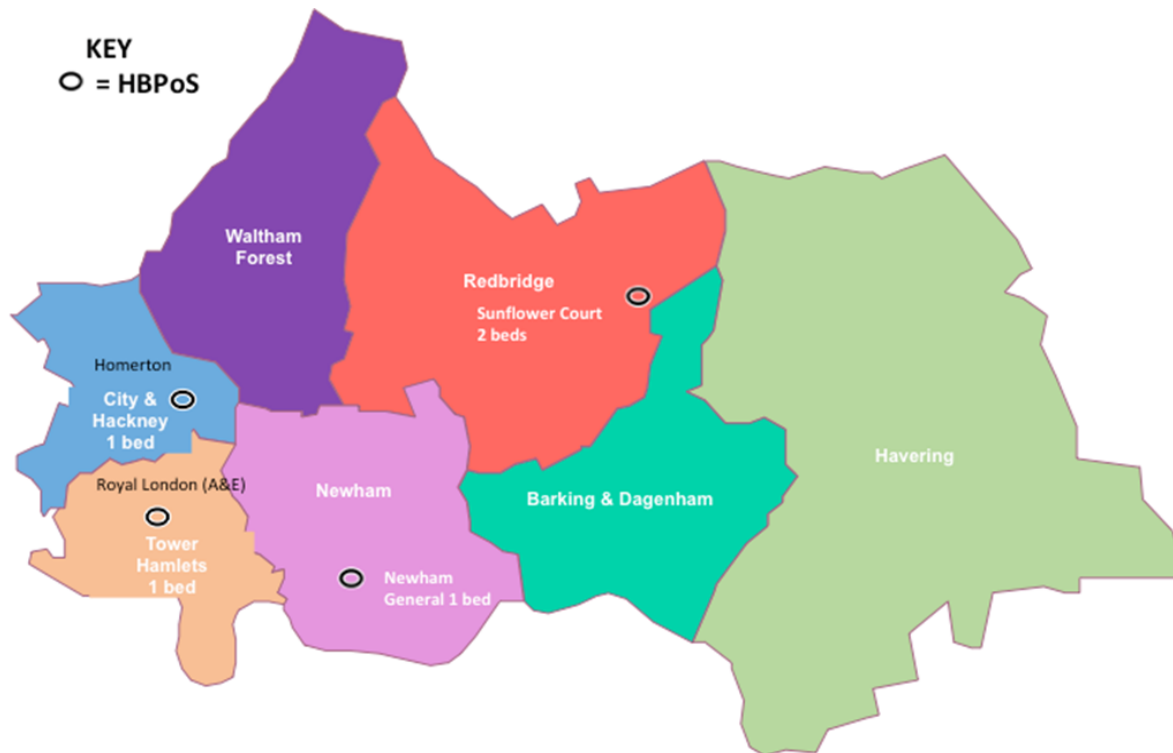 KEY
= HBPoS
Waltham
Forest
Redbridge
Sunflower Court
2 beds
Homerton
City &
Hackney
1 bed
Royal London (A&E)
Tower
Hamlets
1 bed
Newham
Newham
General 1 bed
Barking & Dagenham
Havering